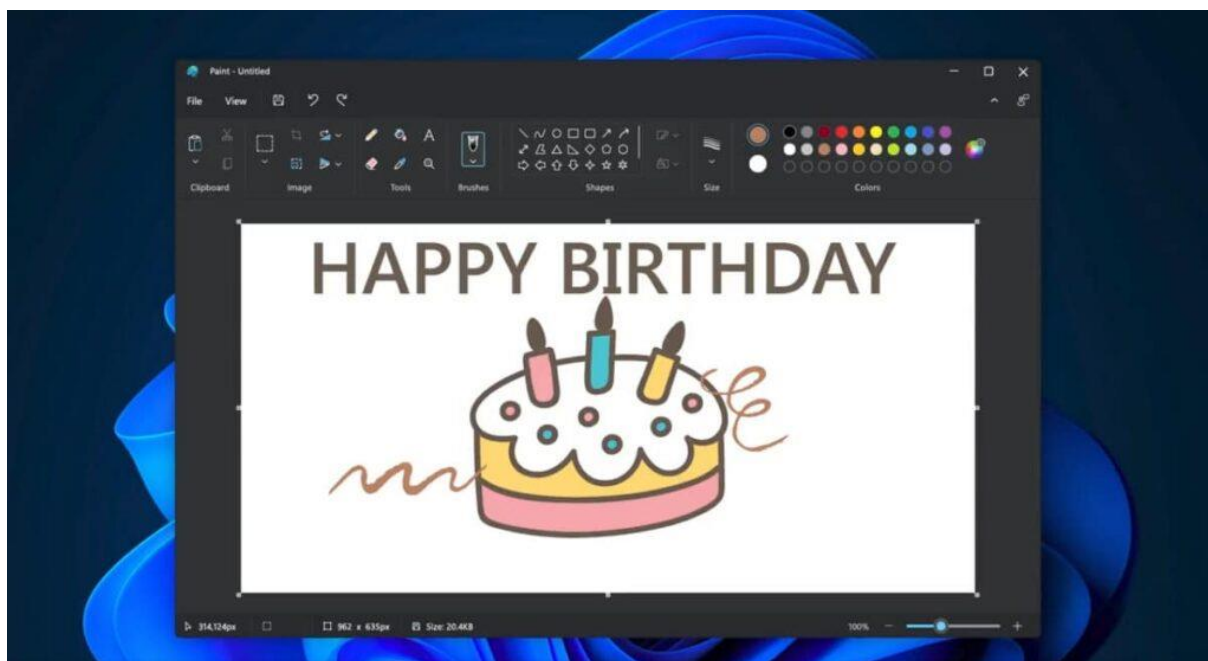 Paint - Untitled
File View
Clipboard Image Tools Brushes Shapes Size Colors
HAPPY BIRTHDAY
314,124px 962 x 635px Size: 20.4KB 100%